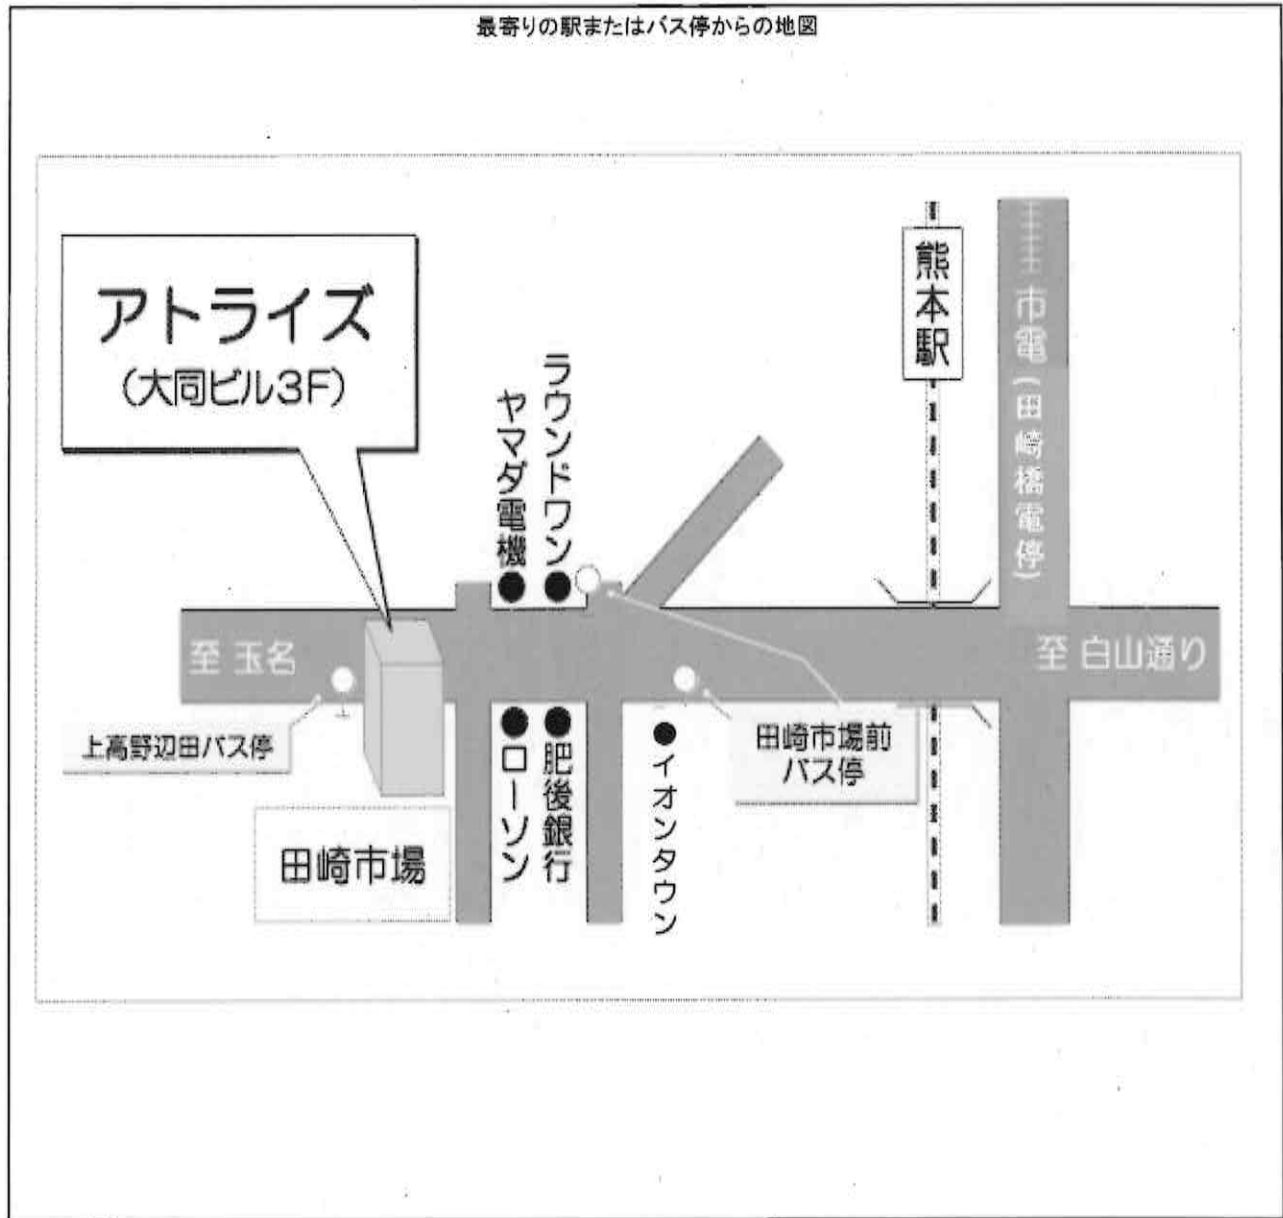 最寄りの駅またはバス停からの地図
アトライズ
（大同ビル3F）
ヤマダ電機
ラウンドワン
熊本駅
市電（田崎橋電停）
至 玉名
至 白山通り
上高野辺田バス停
田崎市場
ローソン
肥後銀行
イオンタウン
田崎市場前
バス停